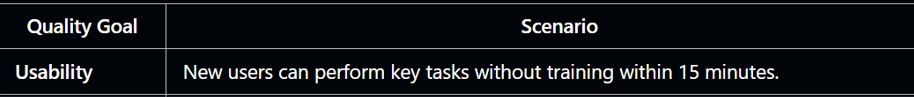 Quality Goal Scenario
Usability New users can perform key tasks without training within 15 minutes.